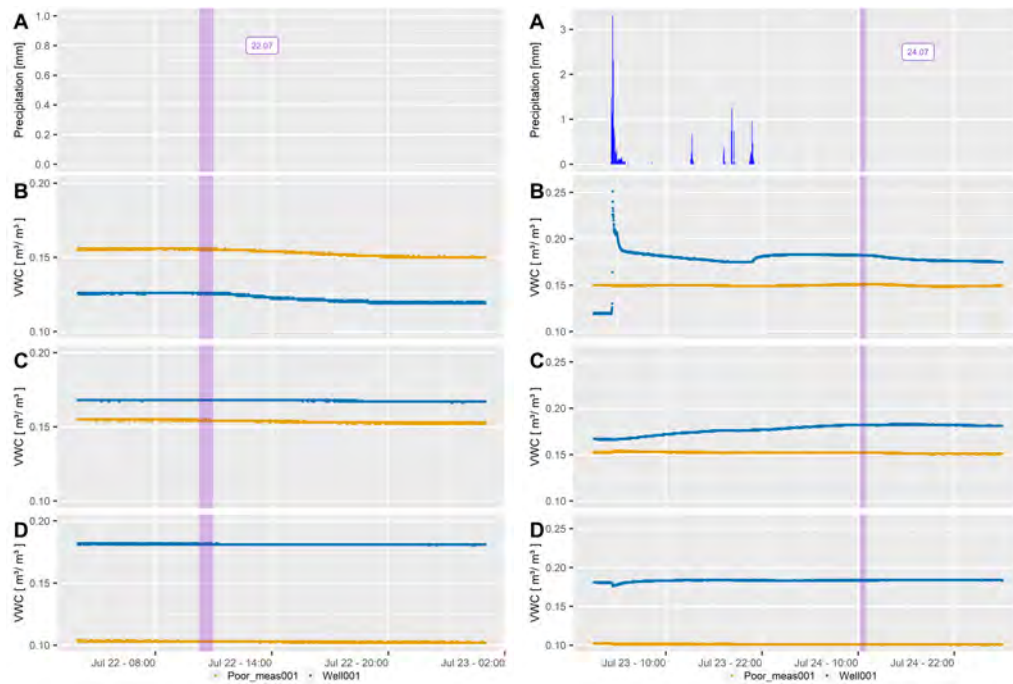 A
Precipitation [mm]
1.0
0.8
0.6
0.4
0.2
0.0
22.07
B
VWC [ m³/ m³ ]
0.20
0.15
0.10
C
VWC [ m³/ m³ ]
0.20
0.15
0.10
D
VWC [ m³/ m³ ]
0.20
0.15
0.10
Jul 22 - 08:00 Jul 22 - 14:00 Jul 22 - 20:00 Jul 23 - 02:00
Poor_meas001 Well001
A
Precipitation [mm]
3
2
1
0
24.07
B
VWC [ m³/ m³ ]
0.25
0.20
0.15
0.10
C
VWC [ m³/ m³ ]
0.25
0.20
0.15
0.10
D
VWC [ m³/ m³ ]
0.25
0.20
0.15
0.10
Jul 23 - 10:00 Jul 23 - 22:00 Jul 24 - 10:00 Jul 24 - 22:00
Poor_meas001 Well001